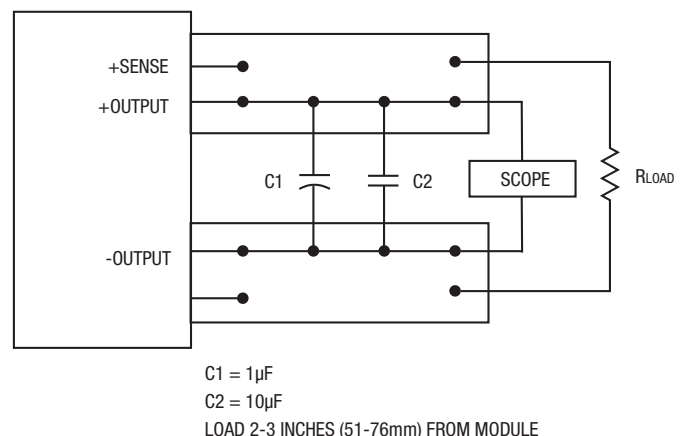 +SENSE
+OUTPUT
C1
C2
SCOPE
RLOAD
-OUTPUT
C1 = 1µF
C2 = 10µF
LOAD 2-3 INCHES (51-76mm) FROM MODULE